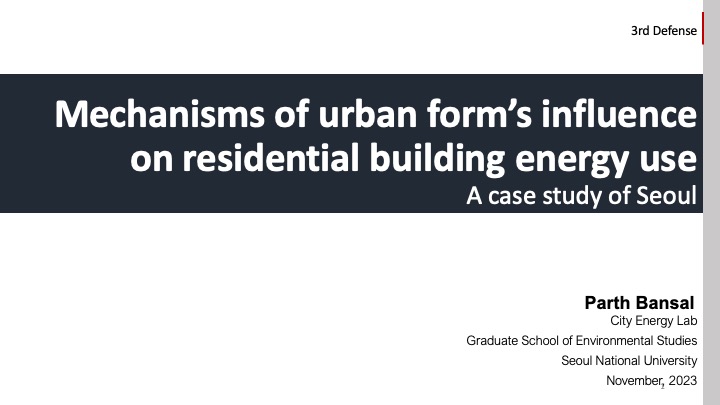 3rd Defense
Mechanisms of urban form’s influence
on residential building energy use
A case study of Seoul
Parth Bansal
City Energy Lab
Graduate School of Environmental Studies
Seoul National University
November, 2023